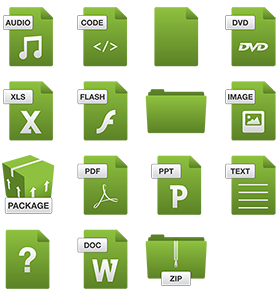 AUDIO
CODE
</>
DVD
DVD
XLS
X
FLASH
f
IMAGE
PACKAGE
PDF
PPT
P
TEXT
?
DOC
W
ZIP